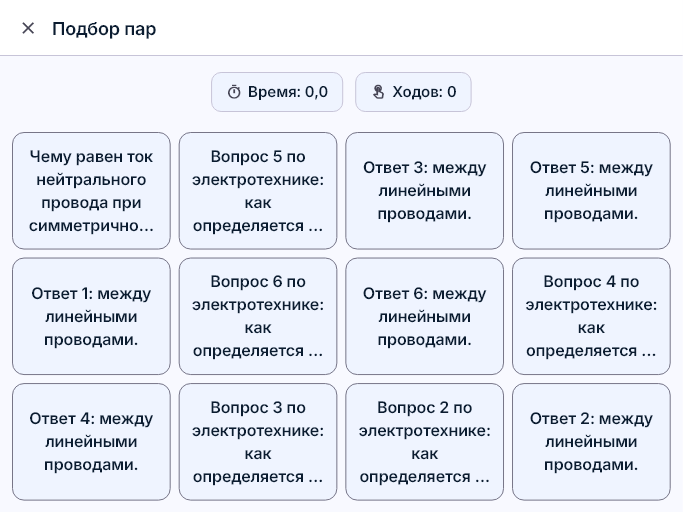 Подбор пар
Время: 0,0
Ходов: 0
Чему равен ток
нейтрального
провода при
симметрично…
Вопрос 5 по
электротехнике:
как
определяется …
Ответ 3: между
линейными
проводами.
Ответ 5: между
линейными
проводами.
Ответ 1: между
линейными
проводами.
Вопрос 6 по
электротехнике:
как
определяется …
Ответ 6: между
линейными
проводами.
Вопрос 4 по
электротехнике:
как
определяется …
Ответ 4: между
линейными
проводами.
Вопрос 3 по
электротехнике:
как
определяется …
Вопрос 2 по
электротехнике:
как
определяется …
Ответ 2: между
линейными
проводами.